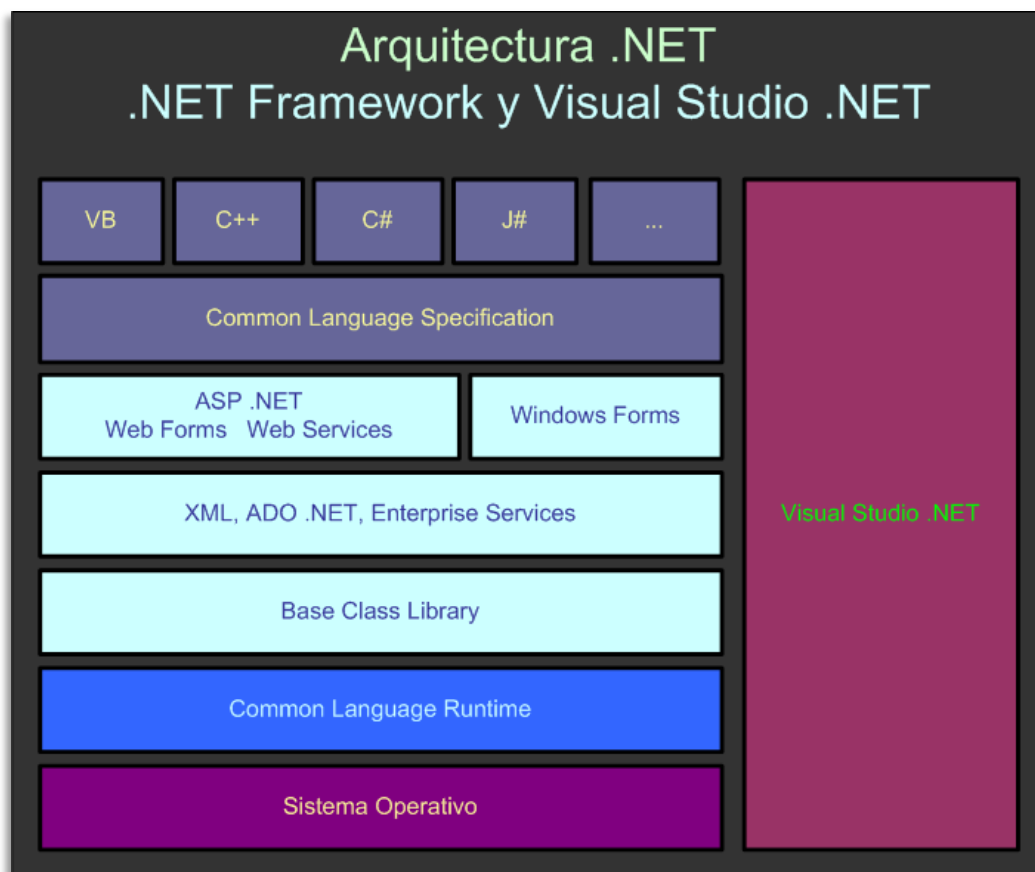 Arquitectura .NET
.NET Framework y Visual Studio .NET
VB
C++
C#
J#
...
Common Language Specification
ASP .NET
Web Forms Web Services
Windows Forms
XML, ADO .NET, Enterprise Services
Base Class Library
Common Language Runtime
Sistema Operativo
Visual Studio .NET